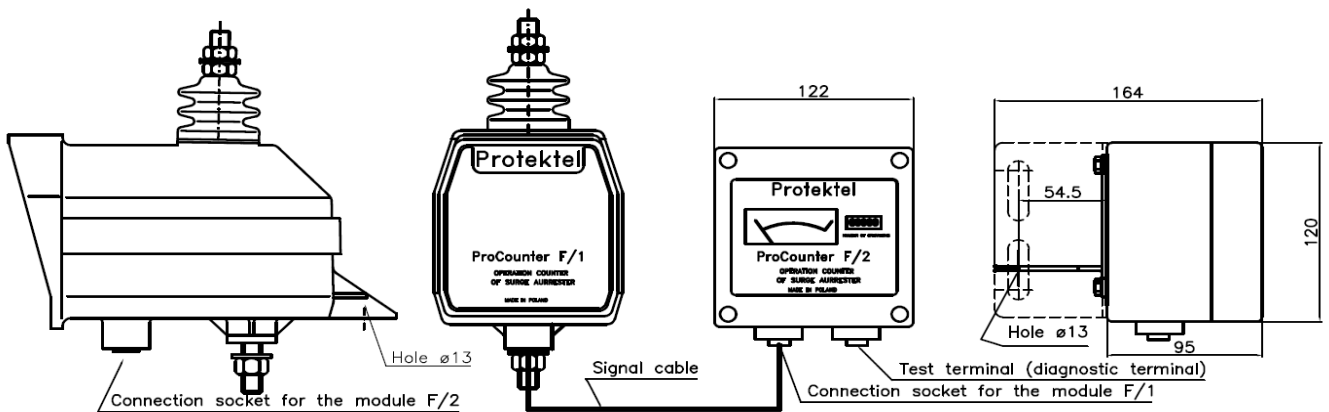 Hole ø13
Connection socket for the module F/2
Protektel
ProCounter F/1
OPERATION COUNTER
OF SURGE AURRESTER
MADE IN POLAND
Signal cable
122
Protektel
ProCounter F/2
OPERATION COUNTER
OF SURGE AURRESTER
MADE IN POLAND
Test terminal (diagnostic terminal)
Connection socket for the module F/1
164
54.5
120
Hole ø13
95